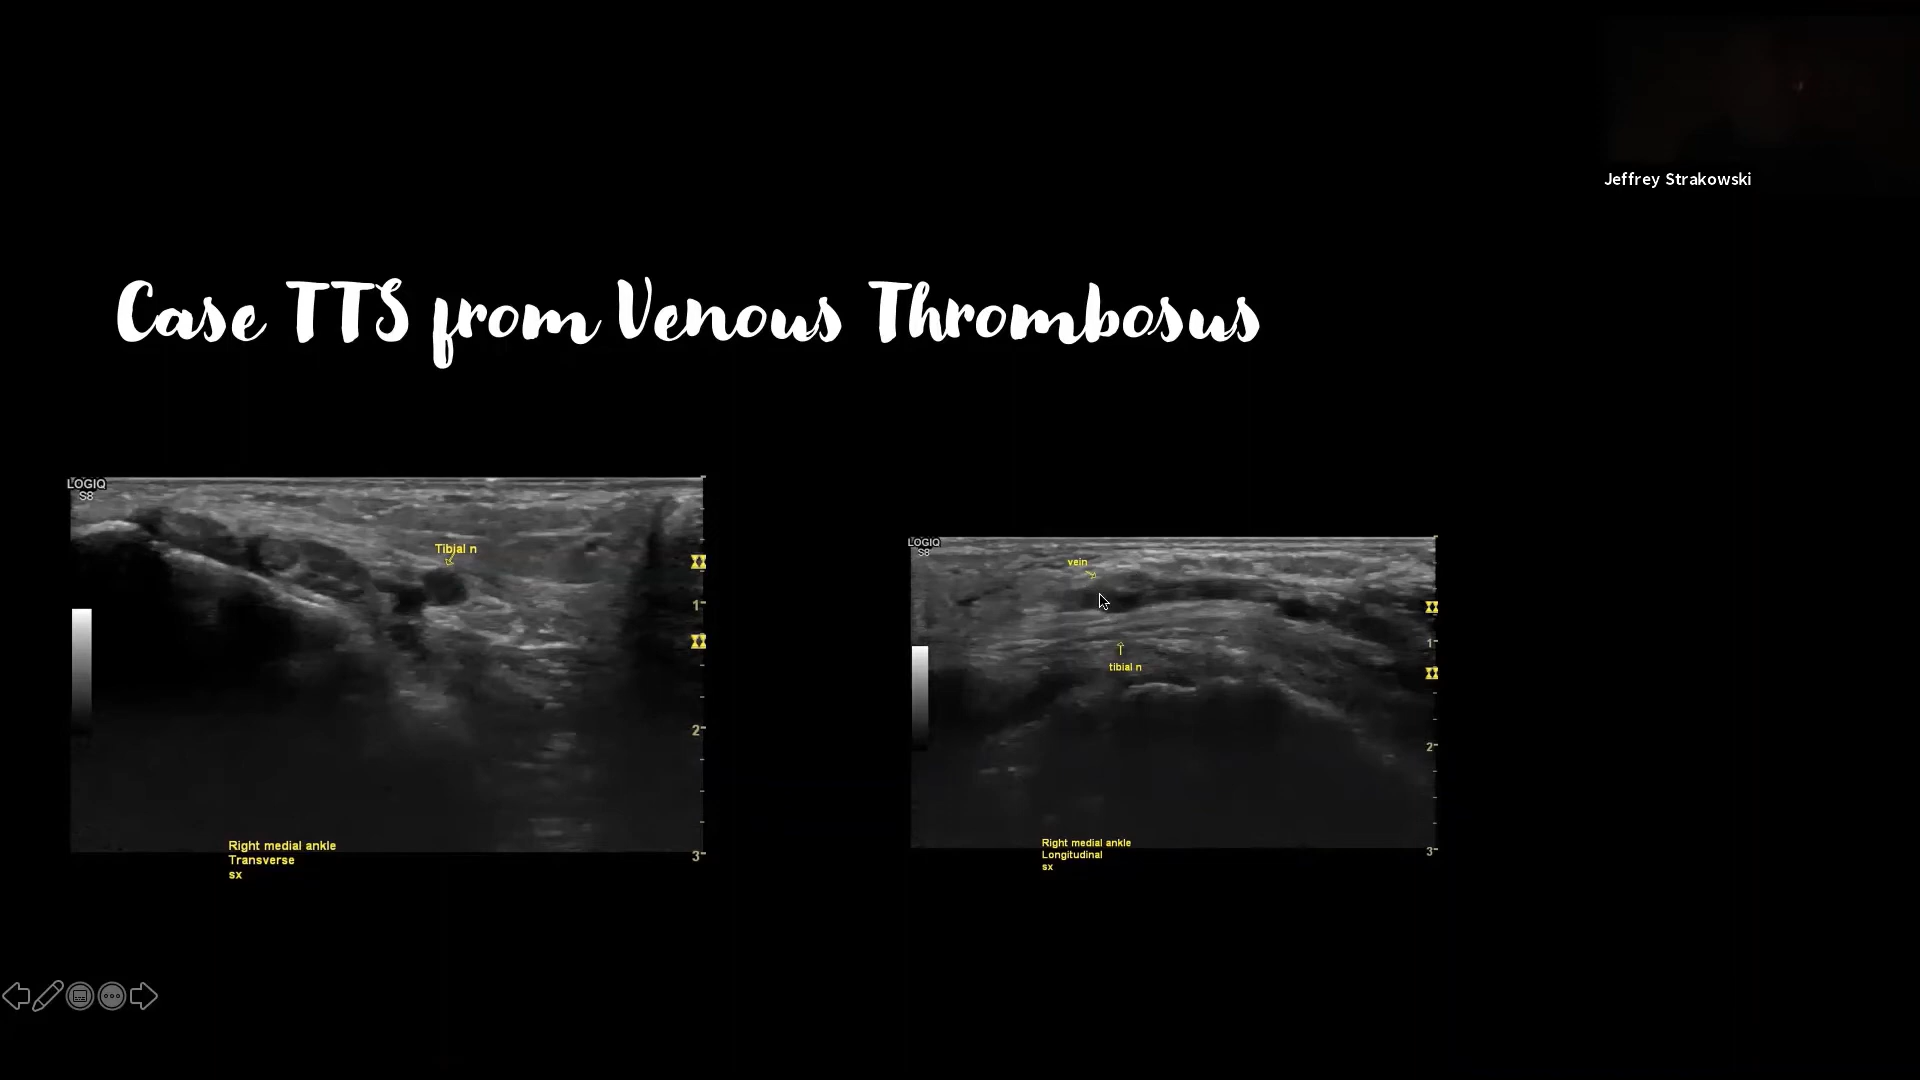 Jeffrey Strakowski
Case TTS from Venous Thrombosus
LOGIQ
S8
Tibial n
1
2
3
Right medial ankle
Transverse
sx
LOGIQ
S8
vein
tibial n
1
2
3
Right medial ankle
Longitudinal
sx